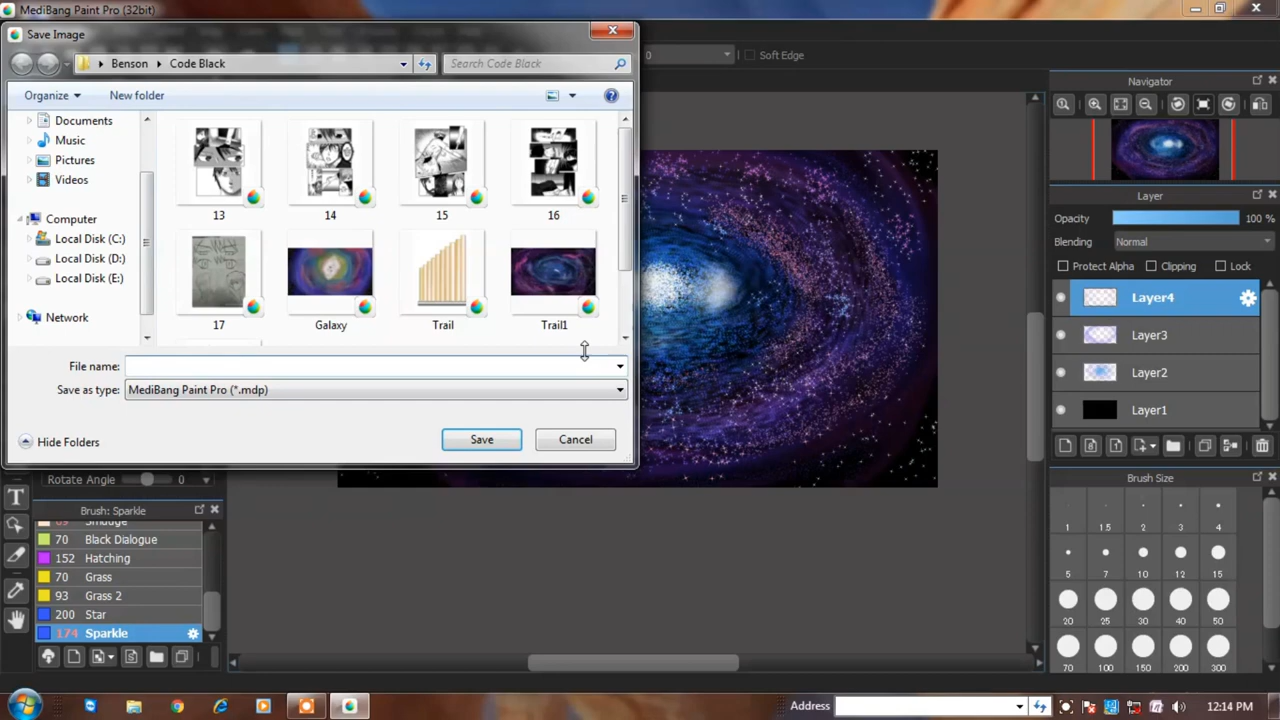 MediBang Paint Pro (32bit)
Save Image
Benson
Code Black
Search Code Black
Organize
New folder
Documents
Music
Pictures
Videos
Computer
Local Disk (C:)
Local Disk (D:)
Local Disk (E:)
Network
13
14
15
16
17
Galaxy
Trail
Trail1
File name:
Save as type:
MediBang Paint Pro (*.mdp)
Hide Folders
Save
Cancel
0
Soft Edge
Navigator
Layer
Opacity
100 %
Blending
Normal
Protect Alpha
Clipping
Lock
Layer4
Layer3
Layer2
Layer1
Rotate Angle
0
Brush: Sparkle
69 Smudge
70 Black Dialogue
152 Hatching
70 Grass
93 Grass 2
200 Star
174 Sparkle
Brush Size
1 1.5 2 3 4
5 7 10 12 15
20 25 30 40 50
70 100 150 200 300
Address
12:14 PM